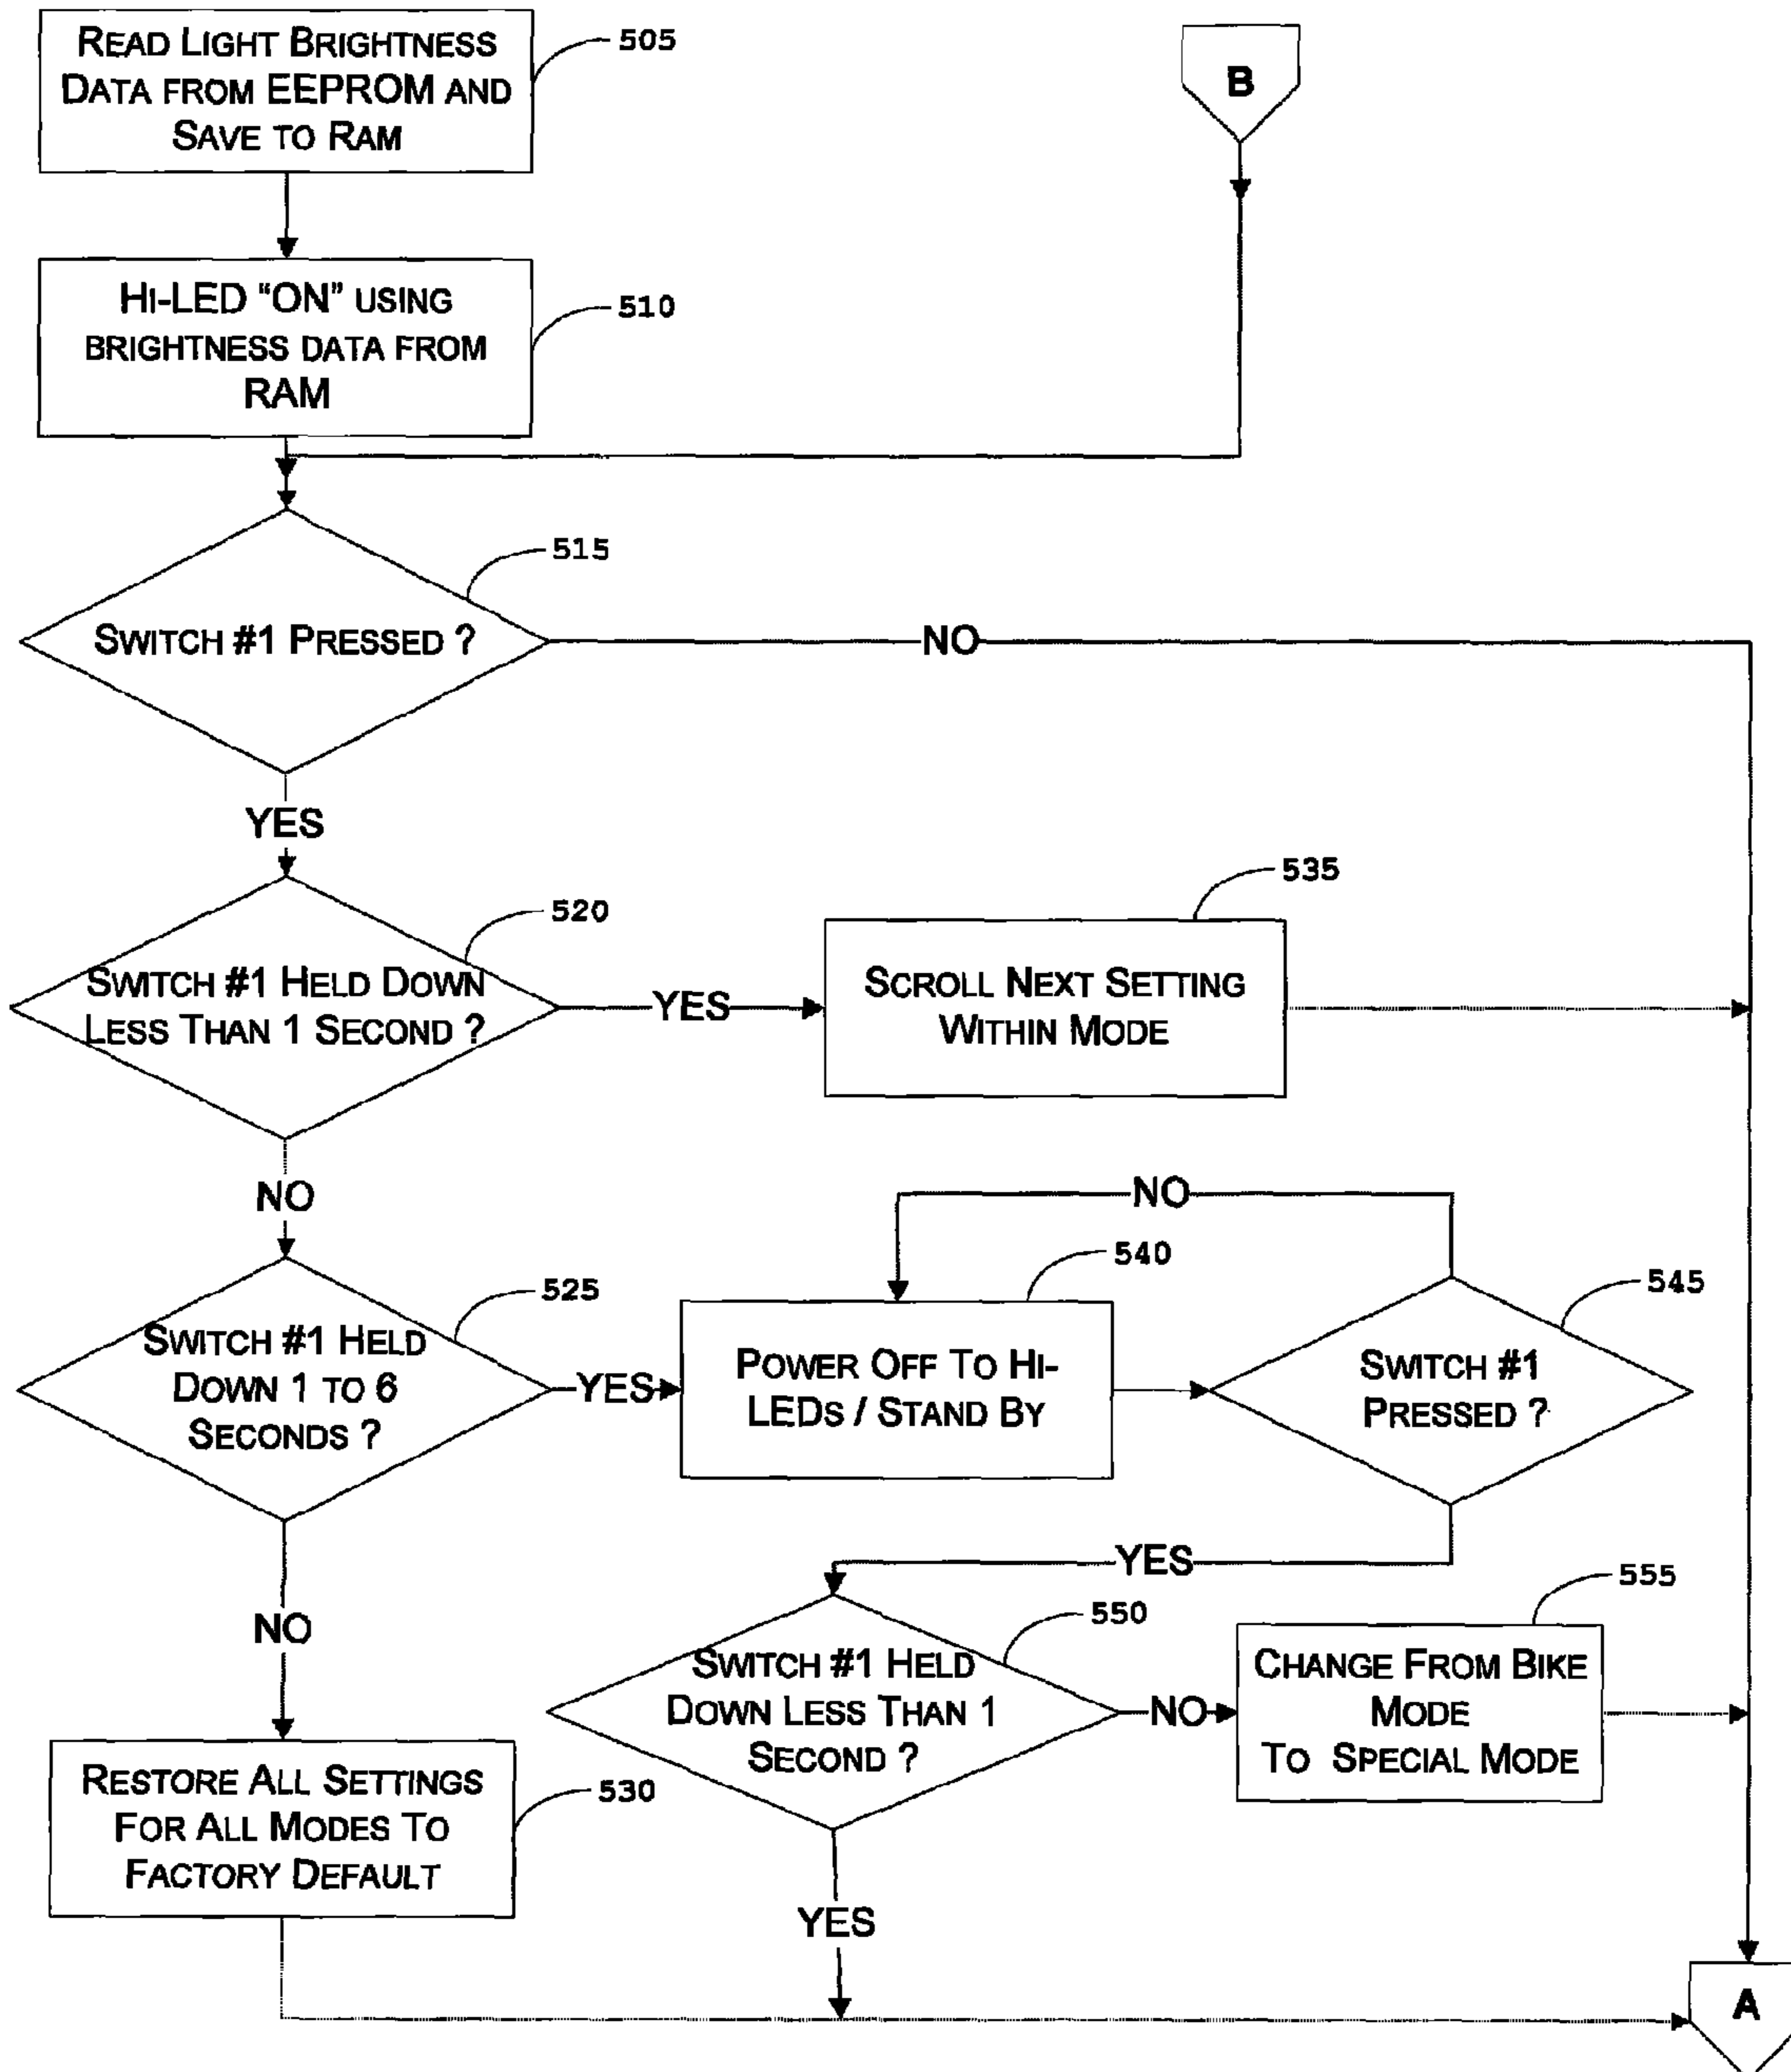 READ LIGHT BRIGHTNESS
DATA FROM EEPROM AND
SAVE TO RAM
505
B
HI-LED “ON” USING
BRIGHTNESS DATA FROM
RAM
510
515
SWITCH #1 PRESSED ?
NO
YES
520
SWITCH #1 HELD DOWN
LESS THAN 1 SECOND ?
YES
535
SCROLL NEXT SETTING
WITHIN MODE
NO
525
SWITCH #1 HELD
DOWN 1 TO 6
SECONDS ?
YES
NO
540
POWER OFF TO HI-
LEDS / STAND BY
545
SWITCH #1
PRESSED ?
YES
NO
550
SWITCH #1 HELD
DOWN LESS THAN 1
SECOND ?
NO
555
CHANGE FROM BIKE
MODE
TO SPECIAL MODE
RESTORE ALL SETTINGS
FOR ALL MODES TO
FACTORY DEFAULT
530
YES
A